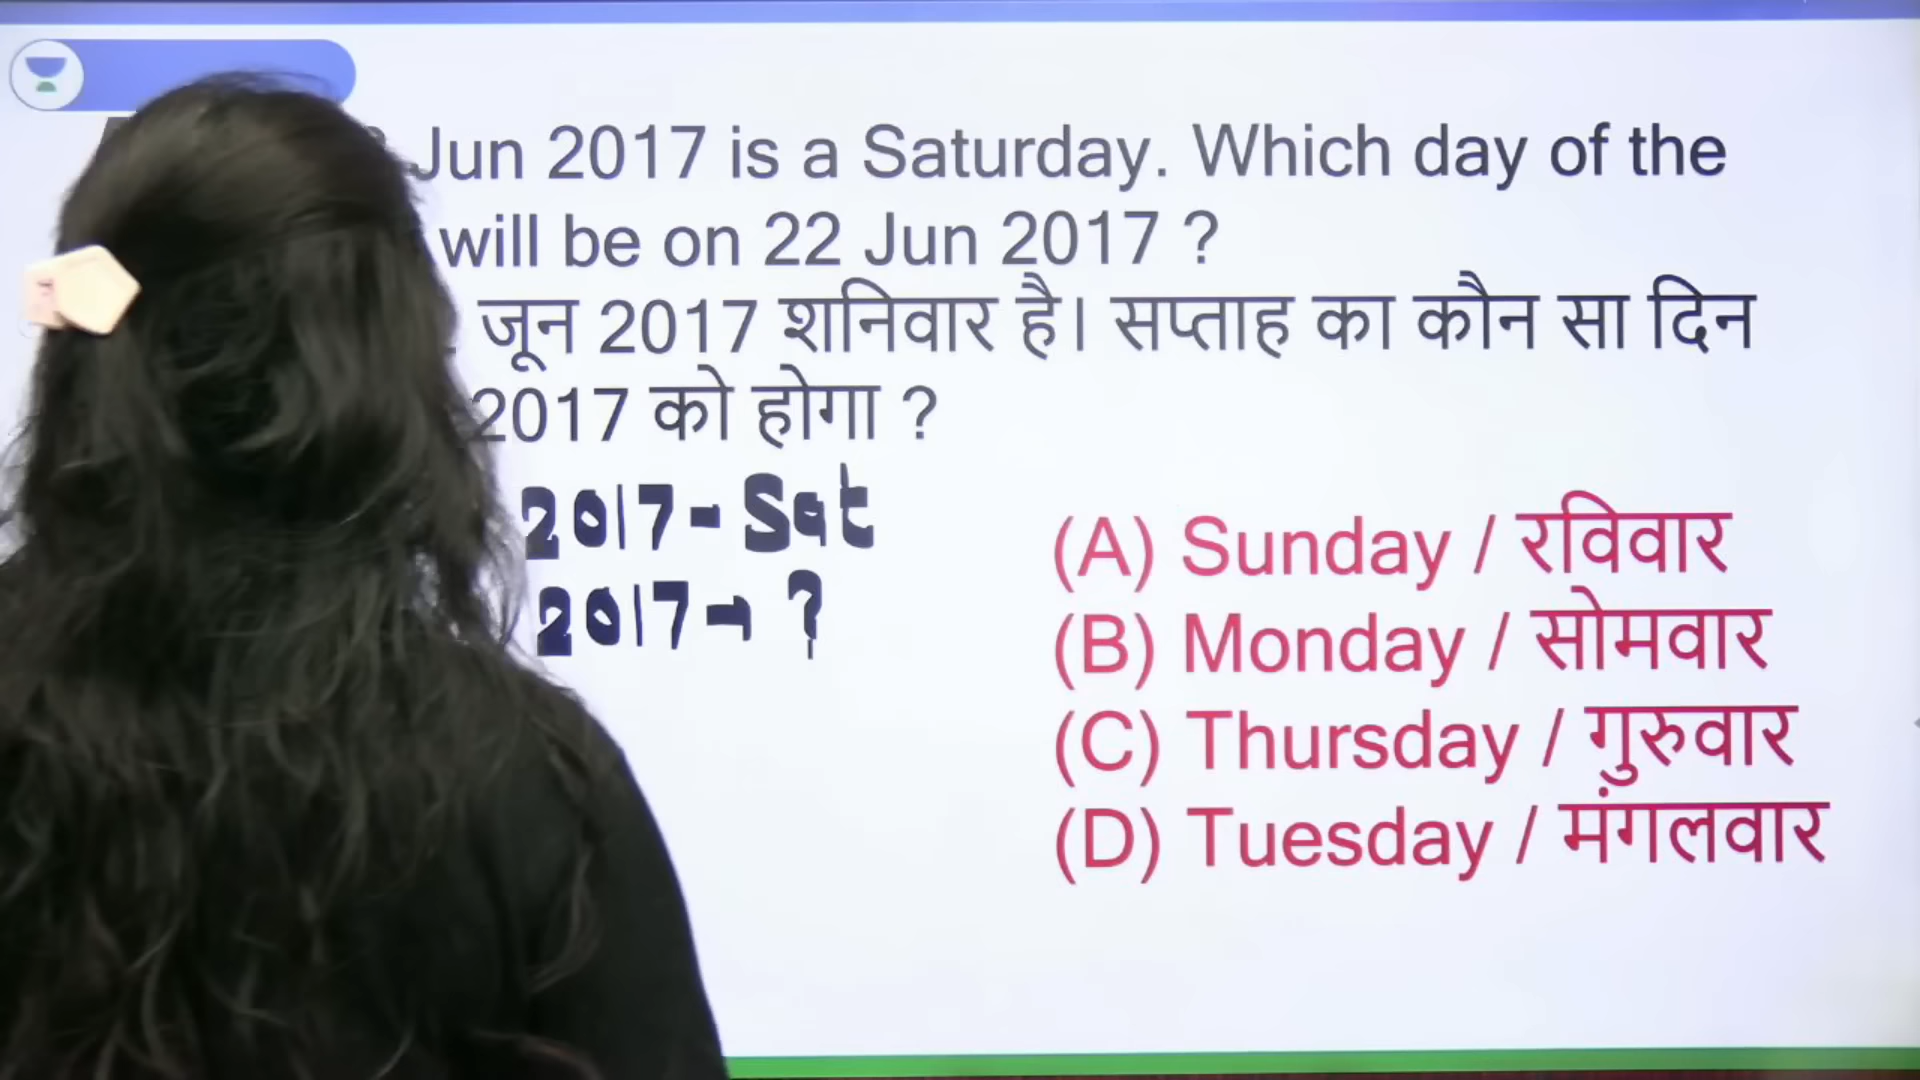 Jun 2017 is a Saturday. Which day of the
will be on 22 Jun 2017 ?
जून 2017 शनिवार है। सप्ताह का कौन सा दिन
2017 को होगा ?
2017-Sat
2017- ?
(A) Sunday / रविवार
(B) Monday / सोमवार
(C) Thursday / गुरुवार
(D) Tuesday / मंगलवार